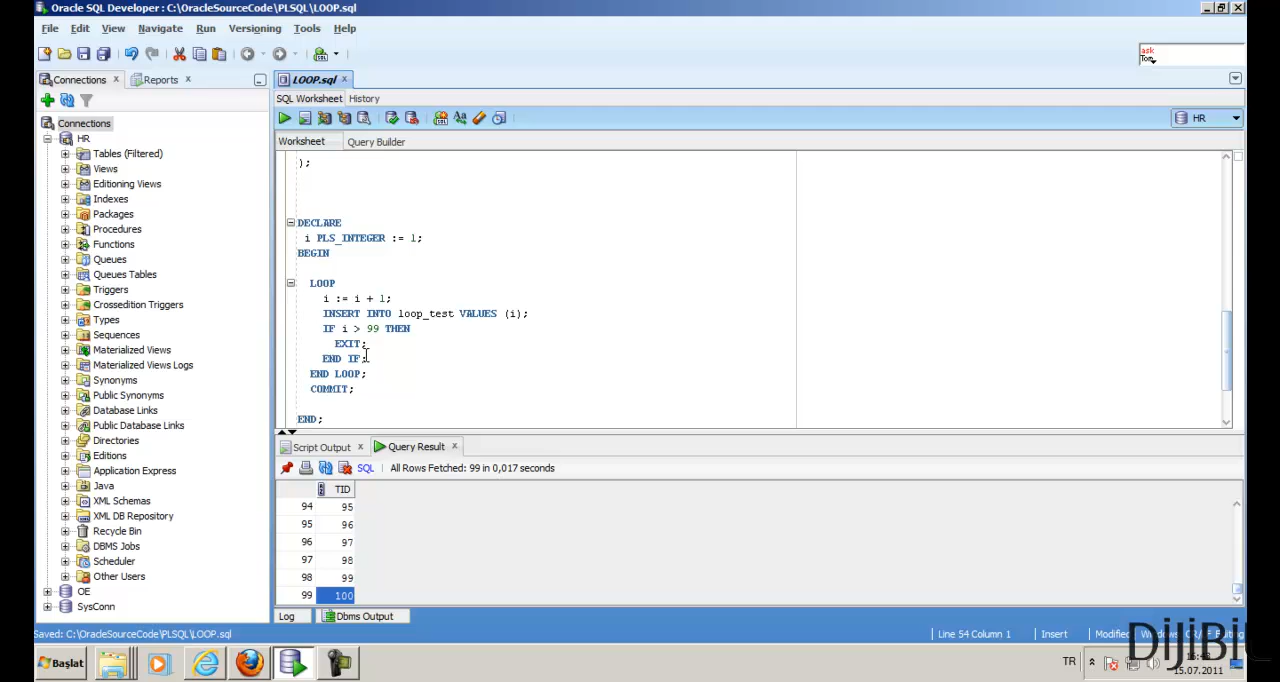 Oracle SQL Developer : C:\OracleSourceCode\PLSQL\LOOP.sql
File Edit View Navigate Run Versioning Tools Help
ask
Tom
Connections
Reports
LOOP.sql
SQL Worksheet History
HR
Worksheet Query Builder
Connections
HR
Tables (Filtered)
Views
Editioning Views
Indexes
Packages
Procedures
Functions
Queues
Queues Tables
Triggers
Crossedition Triggers
Types
Sequences
Materialized Views
Materialized Views Logs
Synonyms
Public Synonyms
Database Links
Public Database Links
Directories
Editions
Application Express
Java
XML Schemas
XML DB Repository
Recycle Bin
DBMS Jobs
Scheduler
Other Users
OE
SysConn
);
DECLARE
i PLS_INTEGER := 1;
BEGIN
LOOP
i := i + 1;
INSERT INTO loop_test VALUES (i);
IF i > 99 THEN
EXIT;
END IF;
END LOOP;
COMMIT;
END;
Script Output Query Result
SQL All Rows Fetched: 99 in 0,017 seconds
TID
94 95
95 96
96 97
97 98
98 99
99 100
Log Dbms Output
Saved: C:\OracleSourceCode\PLSQL\LOOP.sql
Line 54 Column 1 Insert Modified
Başlat
TR
15.07.2011